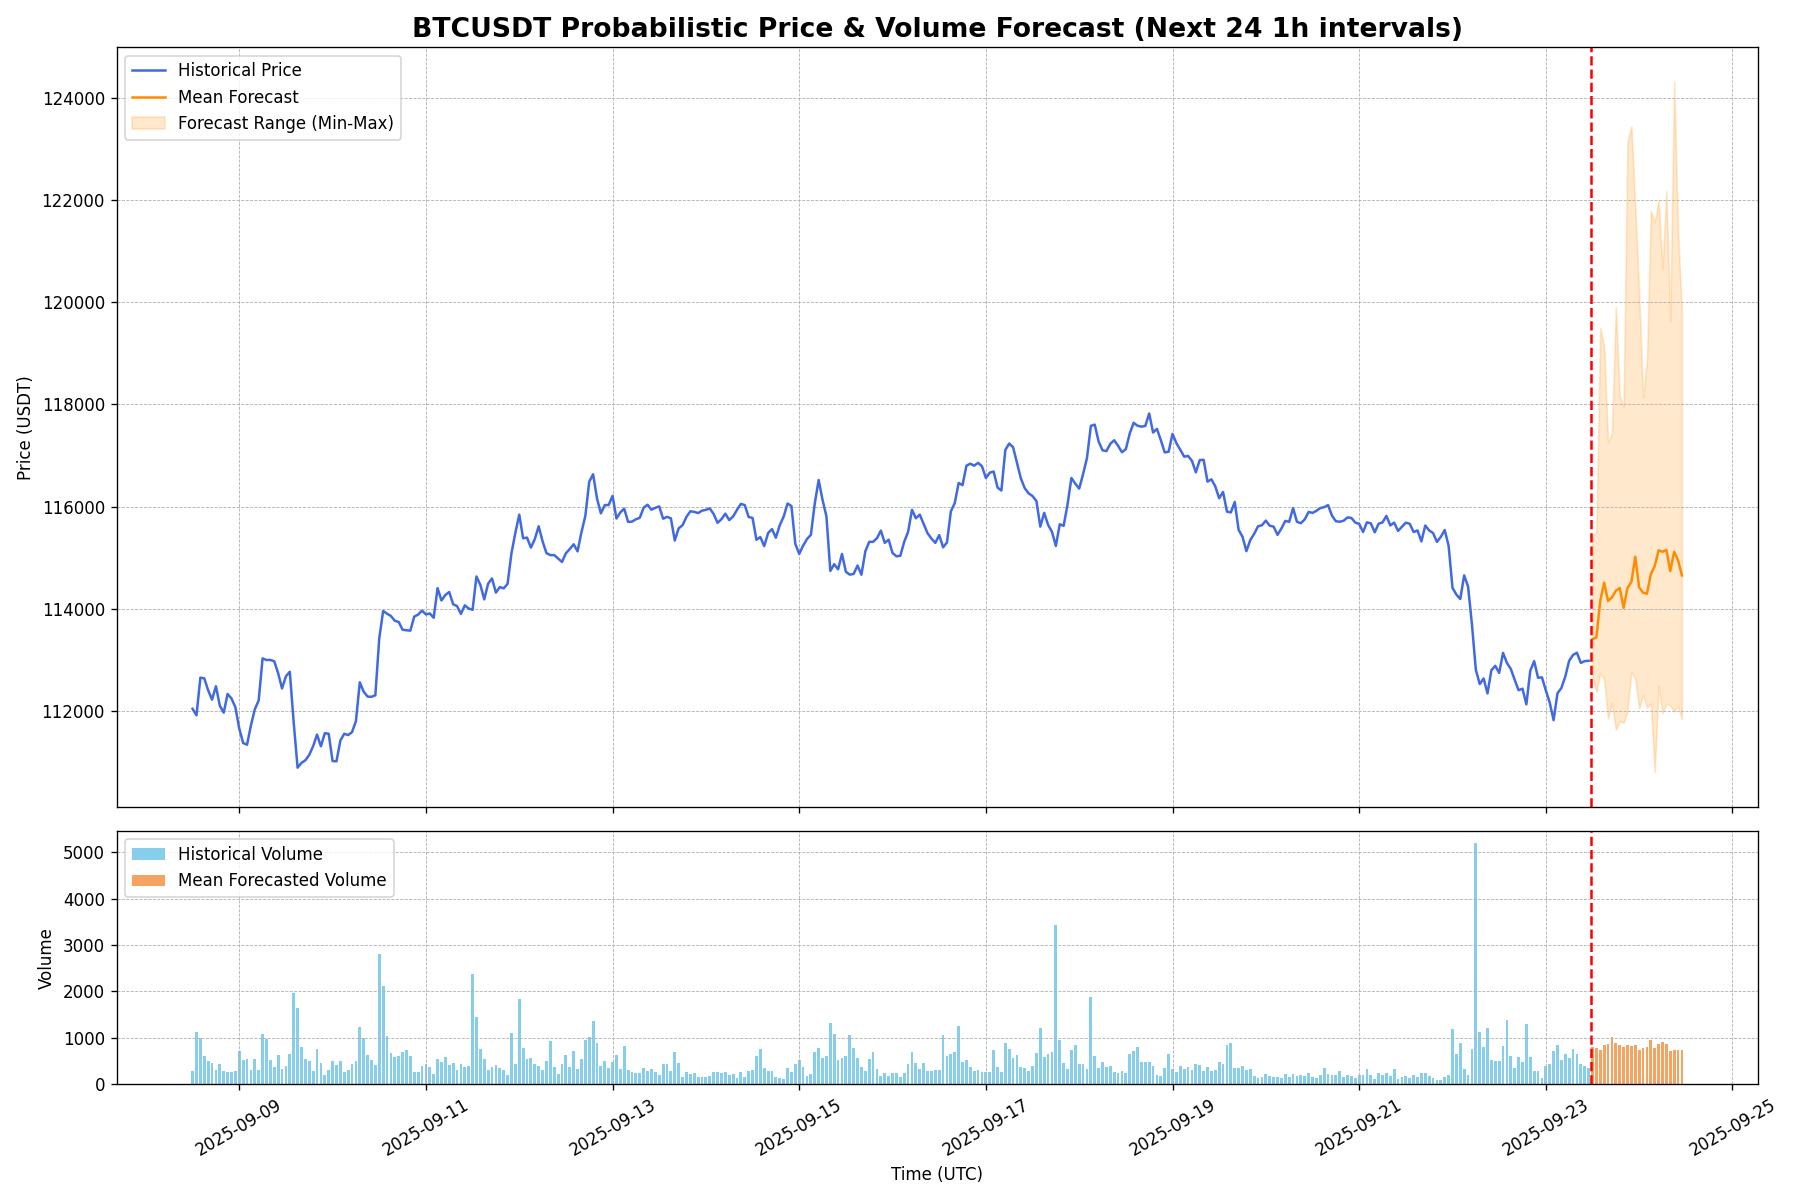 BTCUSDT Probabilistic Price & Volume Forecast (Next 24 1h intervals)
Historical Price
Mean Forecast
Forecast Range (Min-Max)
124000
122000
120000
118000
116000
114000
112000
Price (USDT)
Historical Volume
Mean Forecasted Volume
5000
4000
3000
2000
1000
0
Volume
2025-09-09
2025-09-11
2025-09-13
2025-09-15
2025-09-17
2025-09-19
2025-09-21
2025-09-23
2025-09-25
Time (UTC)